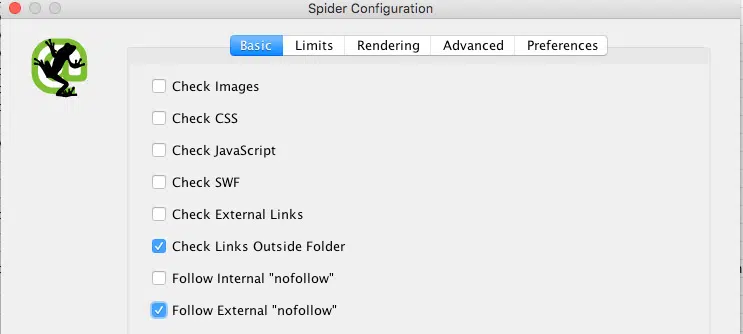 Spider Configuration
Basic Limits Rendering Advanced Preferences
Check Images
Check CSS
Check JavaScript
Check SWF
Check External Links
Check Links Outside Folder
Follow Internal "nofollow"
Follow External "nofollow"